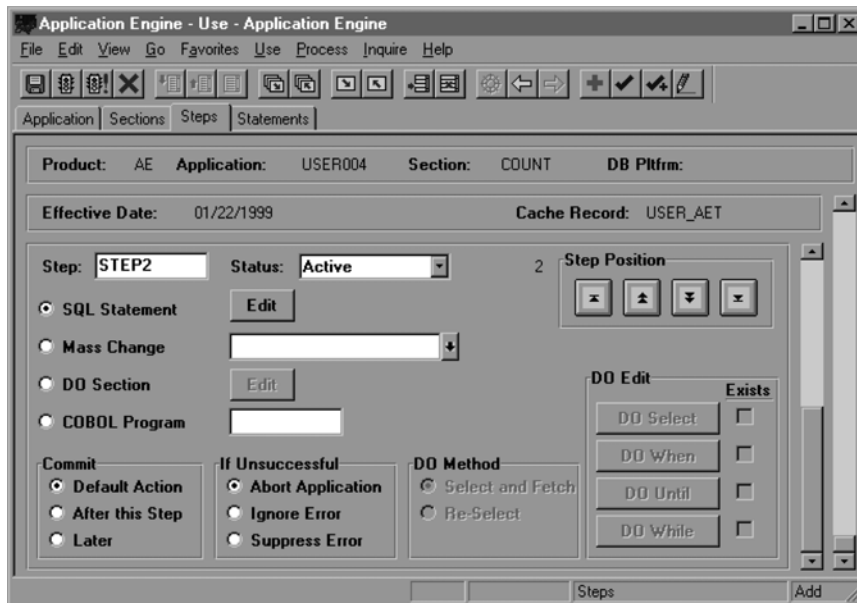 Application Engine - Use - Application Engine
File Edit View Go Favorites Use Process Inquire Help
Application Sections Steps Statements
Product: AE Application: USER004 Section: COUNT DB Pltfrm:
Effective Date: 01/22/1999 Cache Record: USER_AET
Step: STEP2 Status: Active 2 Step Position
SQL Statement Edit
Mass Change
DO Section Edit
COBOL Program
DO Edit Exists
DO Select
DO When
DO Until
DO While
Commit
Default Action
After this Step
Later
If Unsuccessful
Abort Application
Ignore Error
Suppress Error
DO Method
Select and Fetch
Re-Select
Steps Add